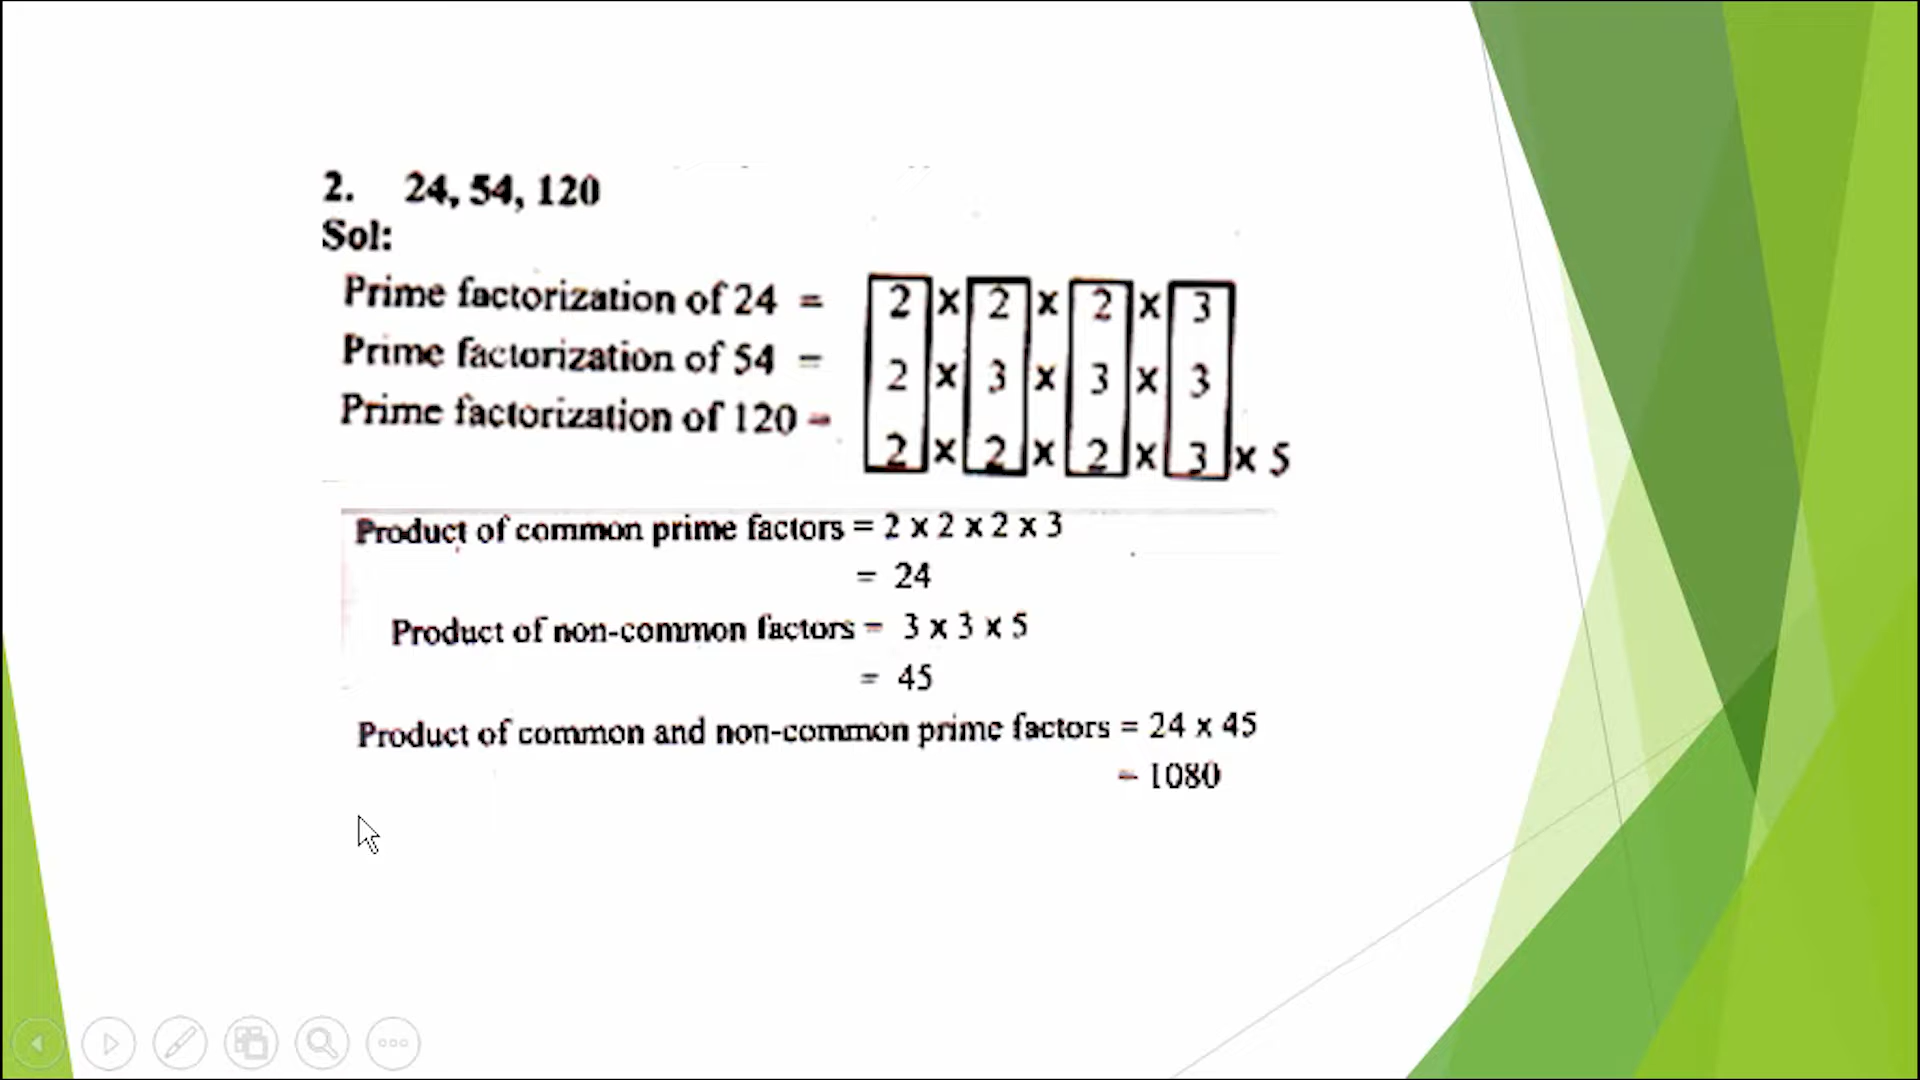 2. 24, 54, 120
Sol:
Prime factorization of 24 = 2 x 2 x 2 x 3
Prime factorization of 54 = 2 x 3 x 3 x 3
Prime factorization of 120 = 2 x 2 x 2 x 3 x 5
Product of common prime factors = 2 x 2 x 2 x 3
= 24
Product of non-common factors = 3 x 3 x 5
= 45
Product of common and non-common prime factors = 24 x 45
= 1080